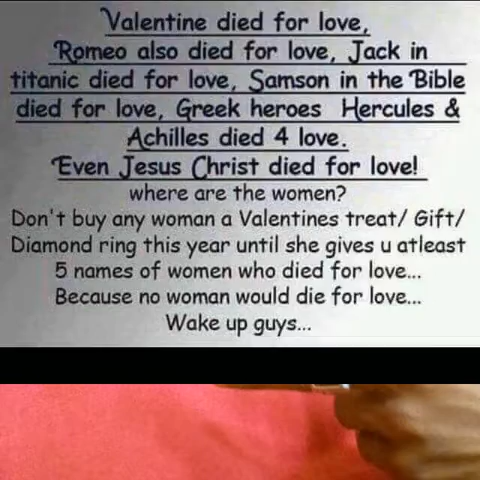 Valentine died for love,
Romeo also died for love, Jack in
titanic died for love, Samson in the Bible
died for love, Greek heroes Hercules &
Achilles died 4 love.
Even Jesus Christ died for love!
where are the women?
Don't buy any woman a Valentines treat/ Gift/
Diamond ring this year until she gives u atleast
5 names of women who died for love...
Because no woman would die for love...
Wake up guys...